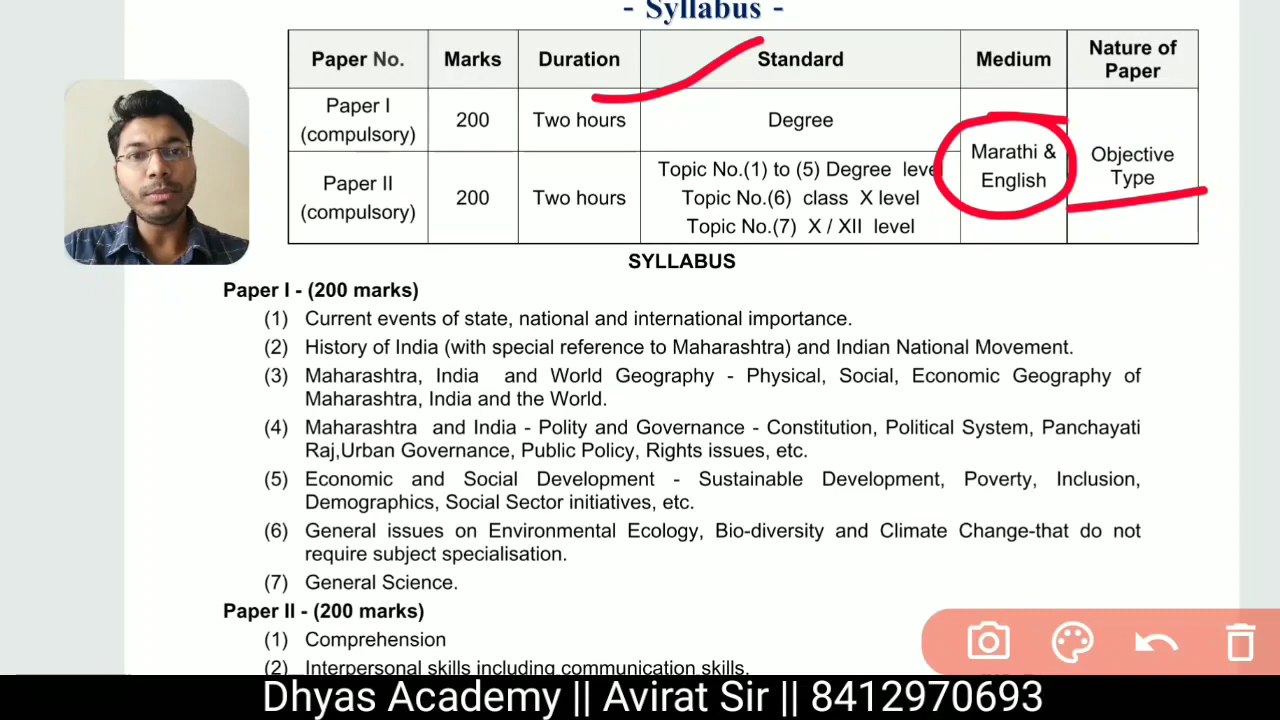 - Syllabus -
Paper No. Marks Duration Standard Medium Nature of Paper
Paper I (compulsory) 200 Two hours Degree Marathi & English Objective Type
Paper II (compulsory) 200 Two hours Topic No.(1) to (5) Degree level
Topic No.(6) class X level
Topic No.(7) X / XII level
SYLLABUS
Paper I - (200 marks)
(1) Current events of state, national and international importance.
(2) History of India (with special reference to Maharashtra) and Indian National Movement.
(3) Maharashtra, India and World Geography - Physical, Social, Economic Geography of
Maharashtra, India and the World.
(4) Maharashtra and India - Polity and Governance - Constitution, Political System, Panchayati
Raj,Urban Governance, Public Policy, Rights issues, etc.
(5) Economic and Social Development - Sustainable Development, Poverty, Inclusion,
Demographics, Social Sector initiatives, etc.
(6) General issues on Environmental Ecology, Bio-diversity and Climate Change-that do not
require subject specialisation.
(7) General Science.
Paper II - (200 marks)
(1) Comprehension
(2) Interpersonal skills including communication skills.
Dhyas Academy || Avirat Sir || 8412970693